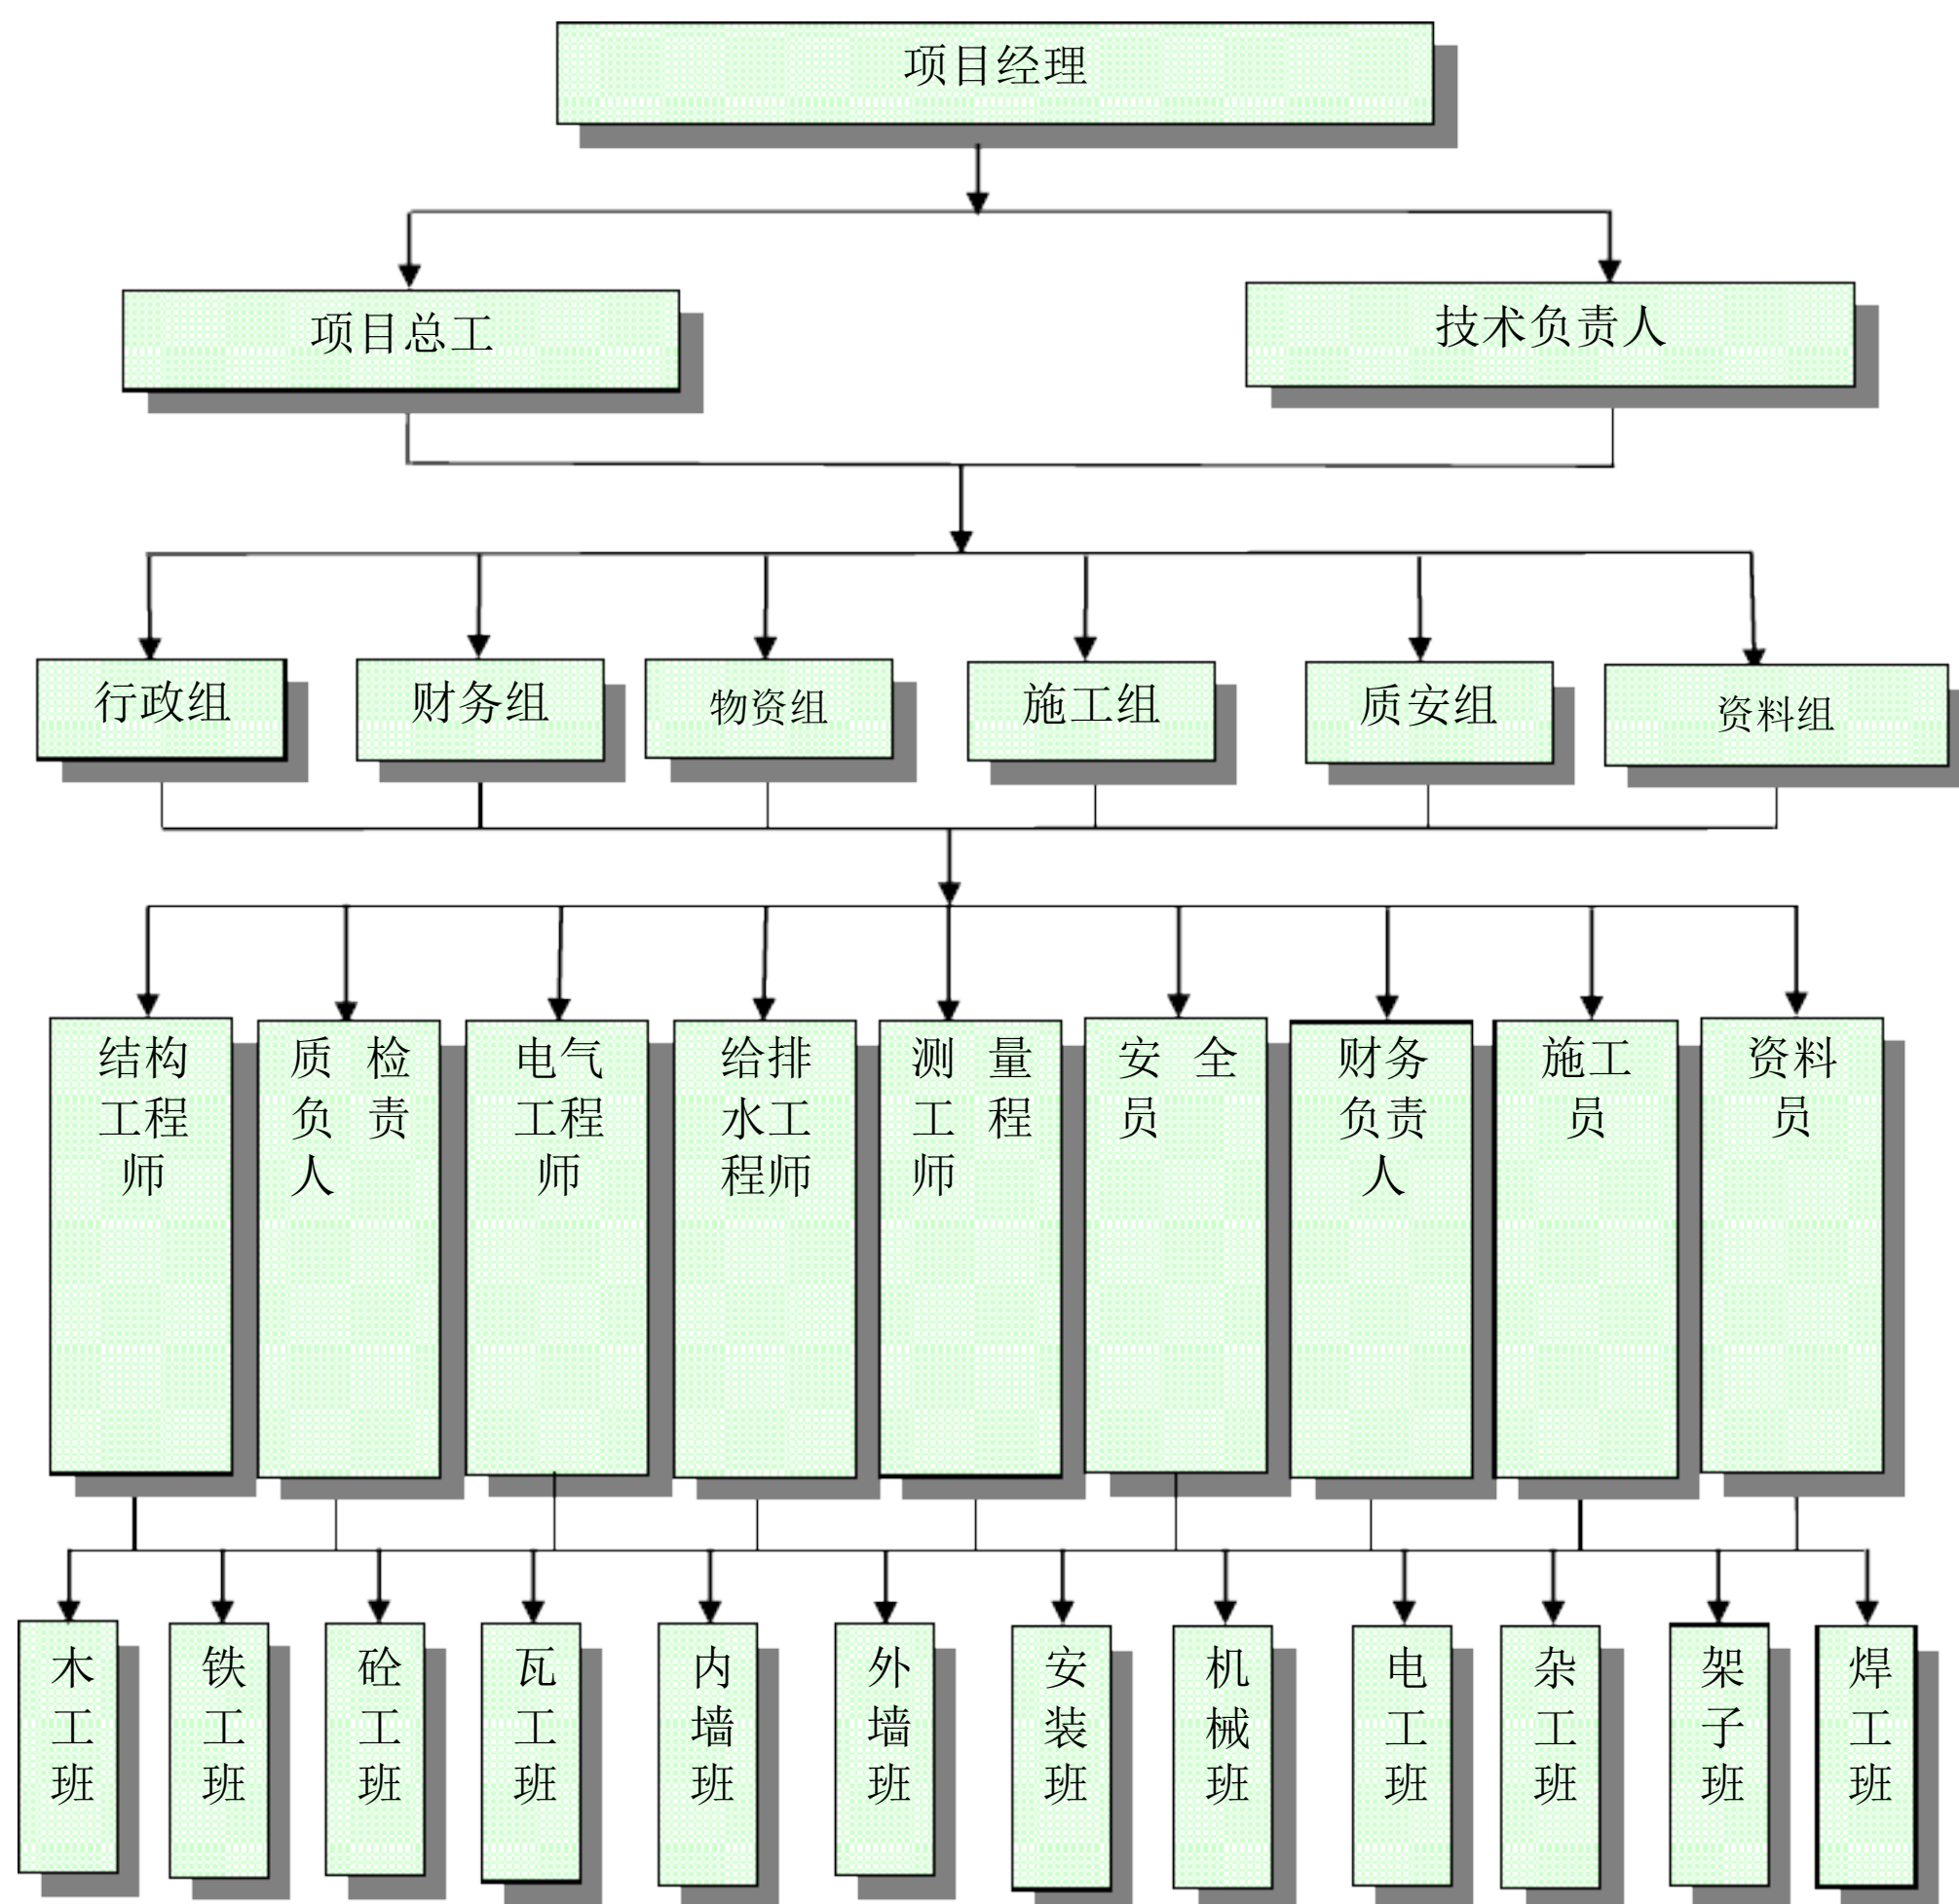 项目经理
项目总工
技术负责人
行政组
财务组
物资组
施工组
质安组
资料组
结构
工程
师
质 检
负 责
人
电气
工程
师
给排
水工
程师
测 量
工 程
师
安 全
员
财务
负责
人
施工
员
资料
员
木
工
班
铁
工
班
砼
工
班
瓦
工
班
内
墙
班
外
墙
班
安
装
班
机
械
班
电
工
班
杂
工
班
架
子
班
焊
工
班